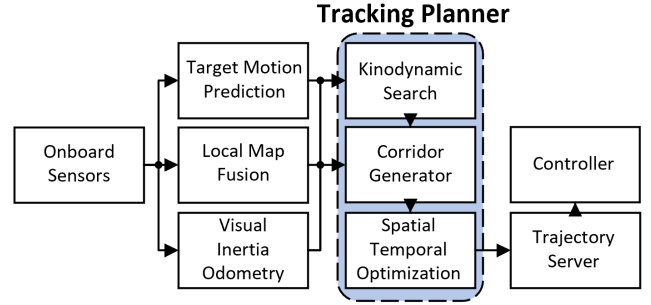 Tracking Planner
Onboard
Sensors
Target Motion
Prediction
Local Map
Fusion
Visual
Inertia
Odometry
Kinodynamic
Search
Corridor
Generator
Spatial
Temporal
Optimization
Controller
Trajectory
Server